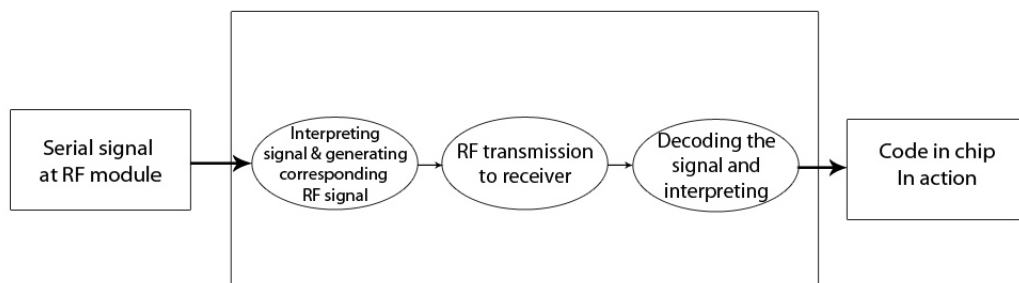 Serial signal
at RF module
Interpreting
signal & generating
corresponding
RF signal
RF transmission
to receiver
Decoding the
signal and
interpreting
Code in chip
In action